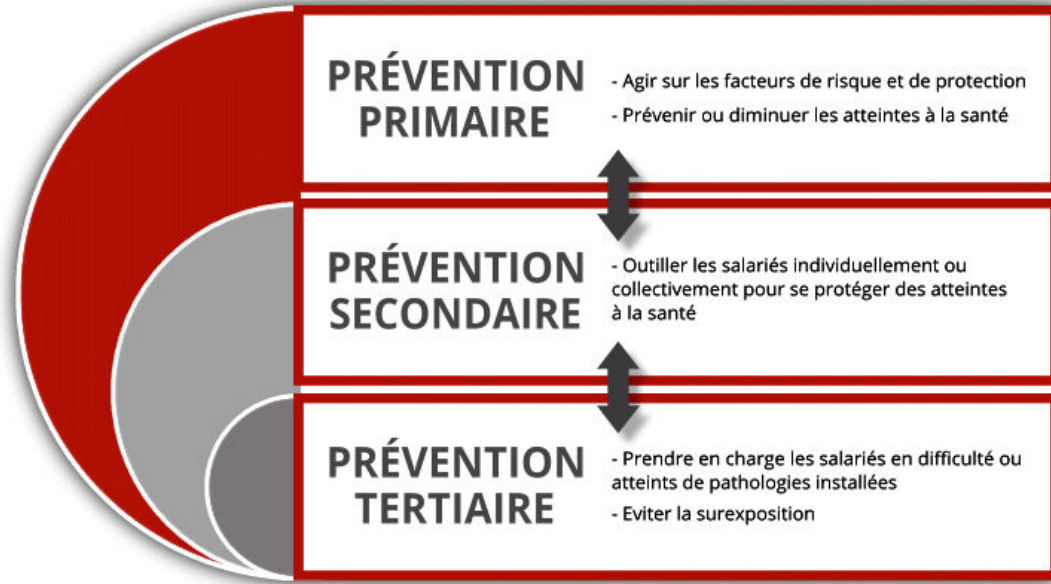 PRÉVENTION
PRIMAIRE
- Agir sur les facteurs de risque et de protection
- Prévenir ou diminuer les atteintes à la santé
PRÉVENTION
SECONDAIRE
- Outiller les salariés individuellement ou
collectivement pour se protéger des atteintes
à la santé
PRÉVENTION
TERTIAIRE
- Prendre en charge les salariés en difficulté ou
atteints de pathologies installées
- Eviter la surexposition